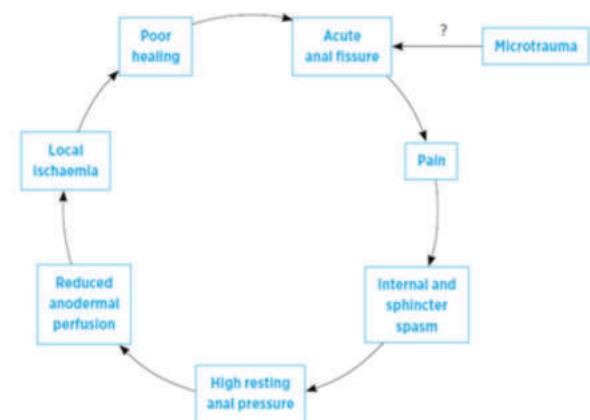 Poor
healing
Acute
anal fissure
?
Microtrauma
Local
ischaemia
Pain
Reduced
anodermal
perfusion
Internal and
sphincter
spasm
High resting
anal pressure